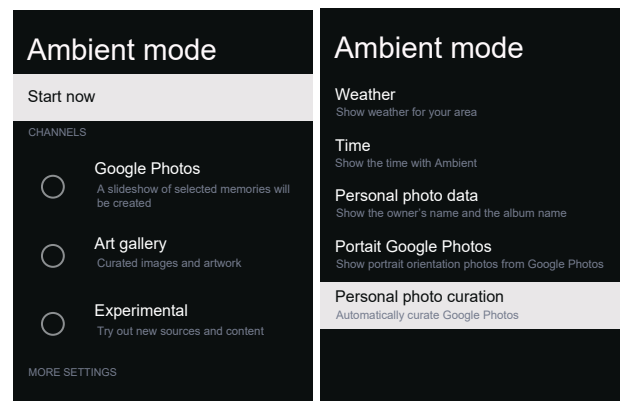 Ambient mode
Start now
CHANNELS
Google Photos
A slideshow of selected memories will
be created
Art gallery
Curated images and artwork
Experimental
Try out new sources and content
MORE SETTINGS
Ambient mode
Weather
Show weather for your area
Time
Show the time with Ambient
Personal photo data
Show the owner's name and the album name
Portait Google Photos
Show portrait orientation photos from Google Photos
Personal photo curation
Automatically curate Google Photos